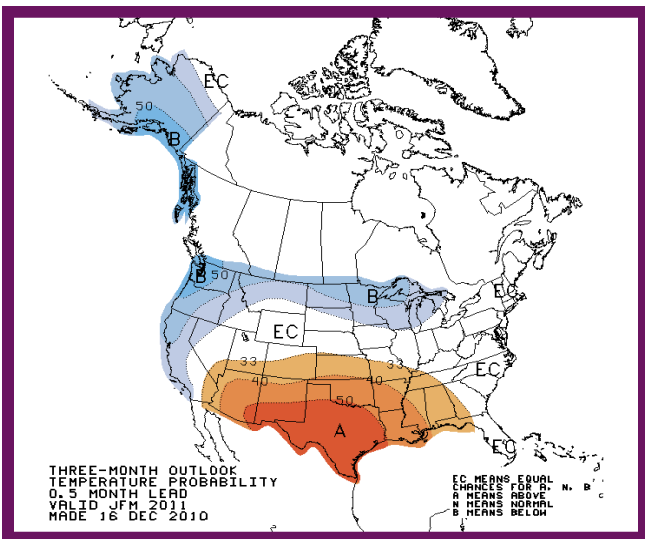 EC
50
B
B
50
B
EC
EC
33
33
EC
40
40
50
A
EC
THREE-MONTH OUTLOOK
TEMPERATURE PROBABILITY
0.5 MONTH LEAD
VALID JFM 2011
MADE 16 DEC 2010
EC MEANS EQUAL
CHANCES FOR A, N, B
A MEANS ABOVE
N MEANS NORMAL
B MEANS BELOW